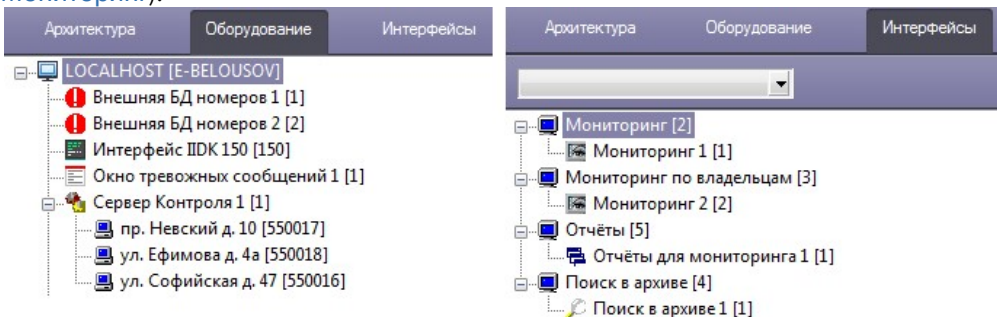 мониторинг).
Архитектура Оборудование Интерфейсы
LOCALHOST [E-BELOUSOV]
Внешняя БД номеров 1 [1]
Внешняя БД номеров 2 [2]
Интерфейс IIDK 150 [150]
Окно тревожных сообщений 1 [1]
Сервер Контроля 1 [1]
пр. Невский д. 10 [550017]
ул. Ефимова д. 4а [550018]
ул. Софийская д. 47 [550016]
Архитектура Оборудование Интерфейсы
Мониторинг [2]
Мониторинг 1 [1]
Мониторинг по владельцам [3]
Мониторинг 2 [2]
Отчёты [5]
Отчёты для мониторинга 1 [1]
Поиск в архиве [4]
Поиск в архиве 1 [1]